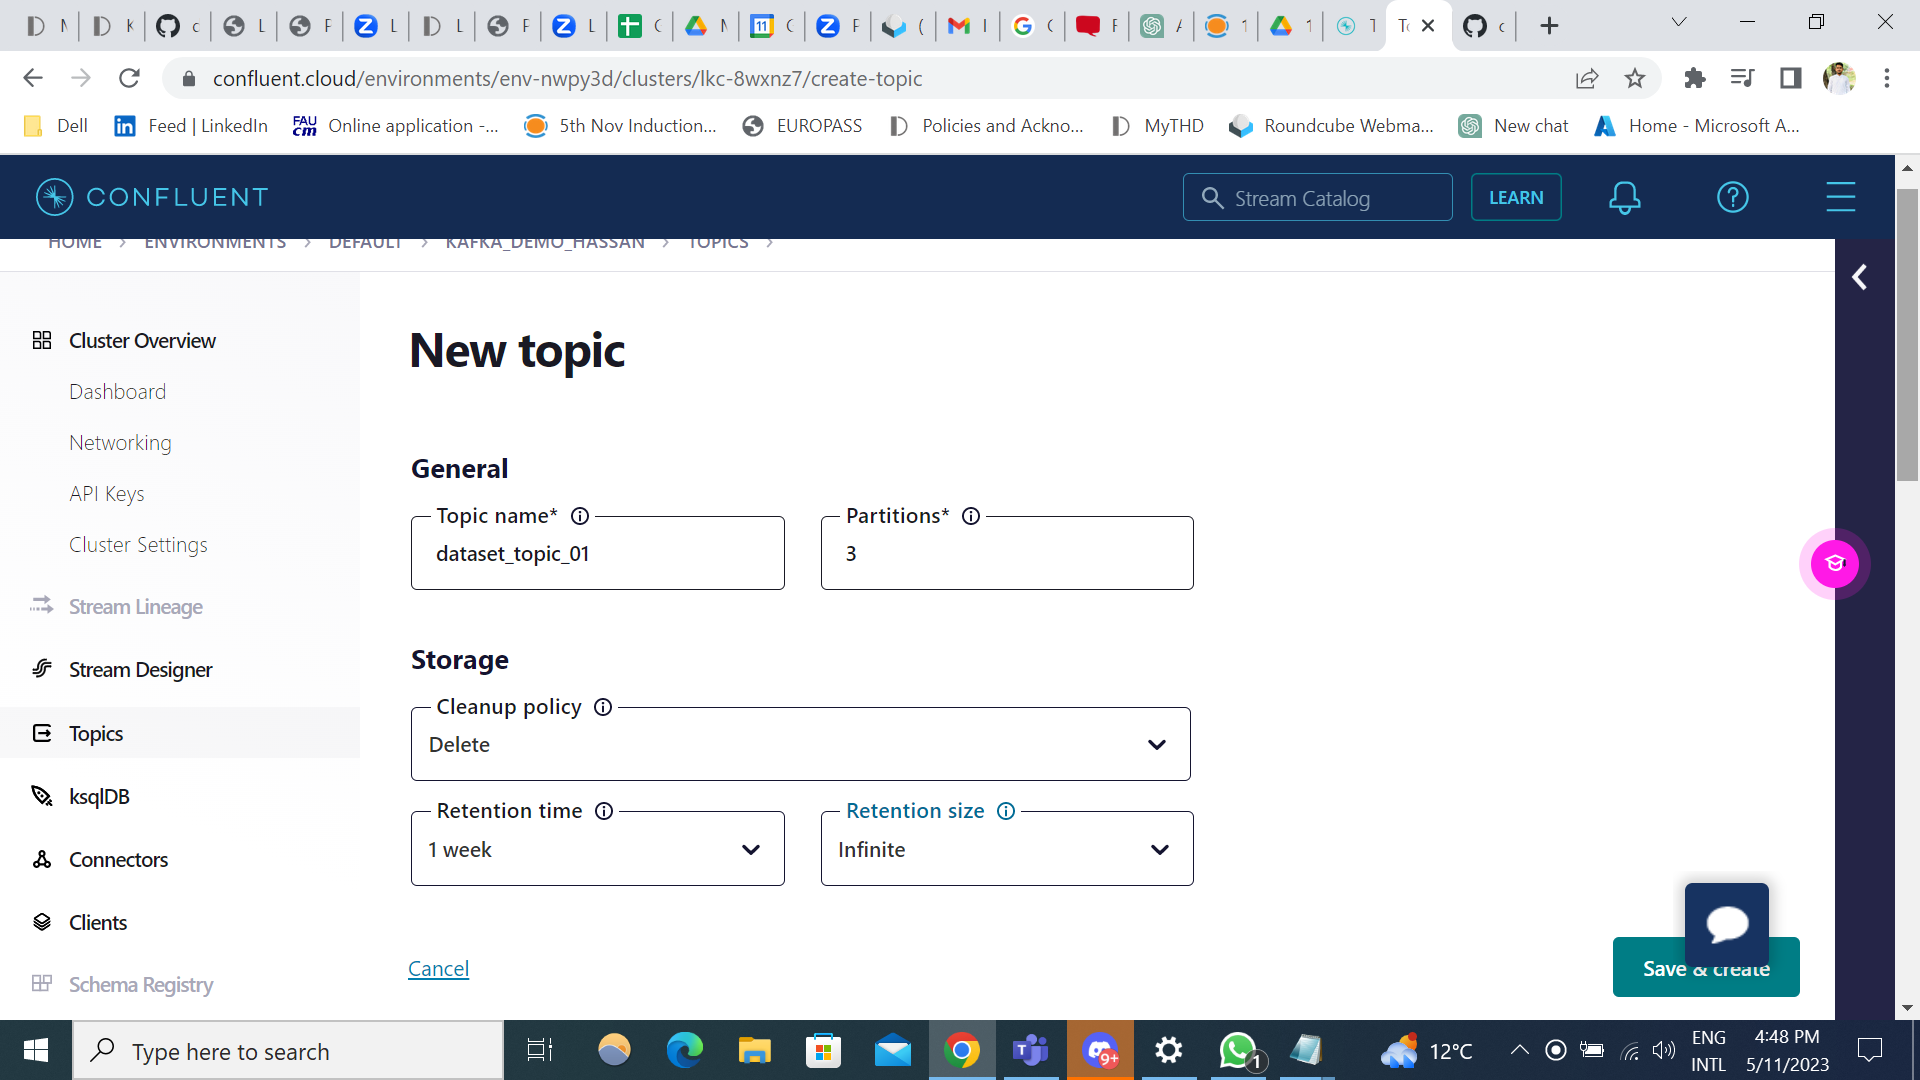 confluent.cloud/environments/env-nwpy3d/clusters/lkc-8wxnz7/create-topic
Dell
Feed | LinkedIn
FAU cm
Online application -...
5th Nov Induction...
EUROPASS
Policies and Ackno...
MyTHD
Roundcube Webma...
New chat
Home - Microsoft A...
CONFLUENT
Stream Catalog
LEARN
HOME > ENVIRONMENTS > DEFAULT > KAFKA_DEMO_HASSAN > TOPICS >
Cluster Overview
Dashboard
Networking
API Keys
Cluster Settings
Stream Lineage
Stream Designer
Topics
ksqlDB
Connectors
Clients
Schema Registry
New topic
General
Topic name*
dataset_topic_01
Partitions*
3
Storage
Cleanup policy
Delete
Retention time
1 week
Retention size
Infinite
Cancel
Save & create
Type here to search
9+
1
12°C
ENG
INTL
4:48 PM
5/11/2023